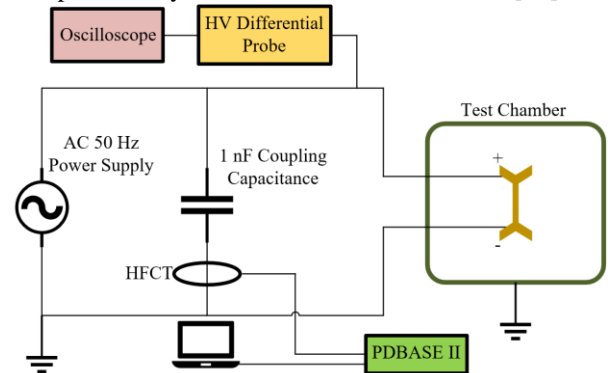 Oscilloscope
HV Differential
Probe
Test Chamber
AC 50 Hz
Power Supply
1 nF Coupling
Capacitance
+
-
HFCT
PDBASE II